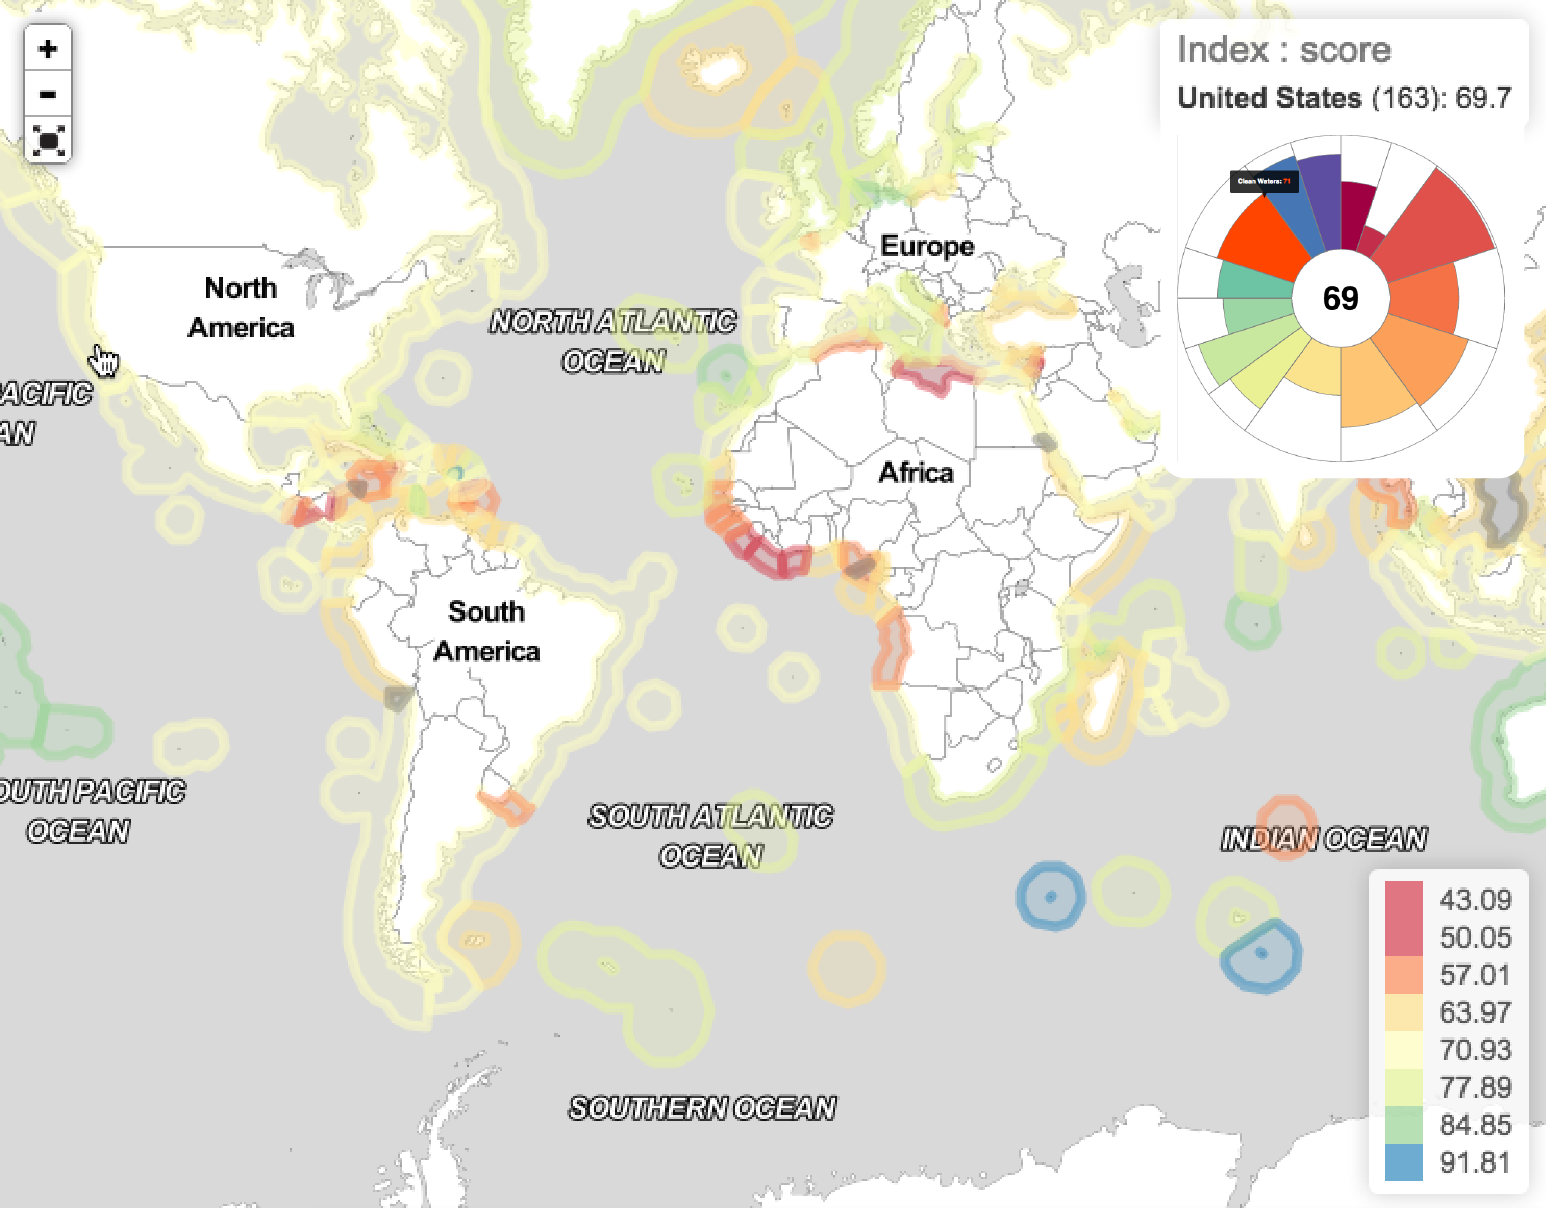 +
-
Index : score
United States (163): 69.7
Clean Waters: 71
69
North
America
Europe
NORTH ATLANTIC
OCEAN
ACIFIC
AN
Africa
South
America
OUTH PACIFIC
OCEAN
SOUTH ATLANTIC
OCEAN
INDIAN OCEAN
SOUTHERN OCEAN
43.09
50.05
57.01
63.97
70.93
77.89
84.85
91.81